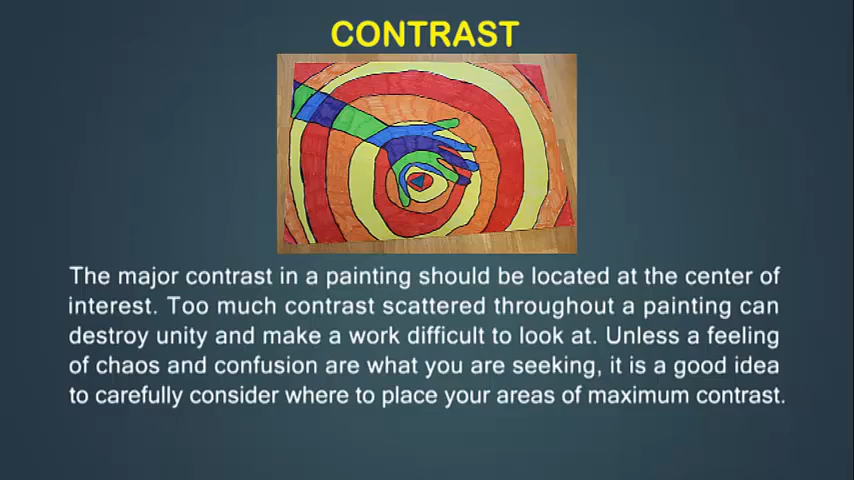 CONTRAST
The major contrast in a painting should be located at the center of
interest. Too much contrast scattered throughout a painting can
destroy unity and make a work difficult to look at. Unless a feeling
of chaos and confusion are what you are seeking, it is a good idea
to carefully consider where to place your areas of maximum contrast.